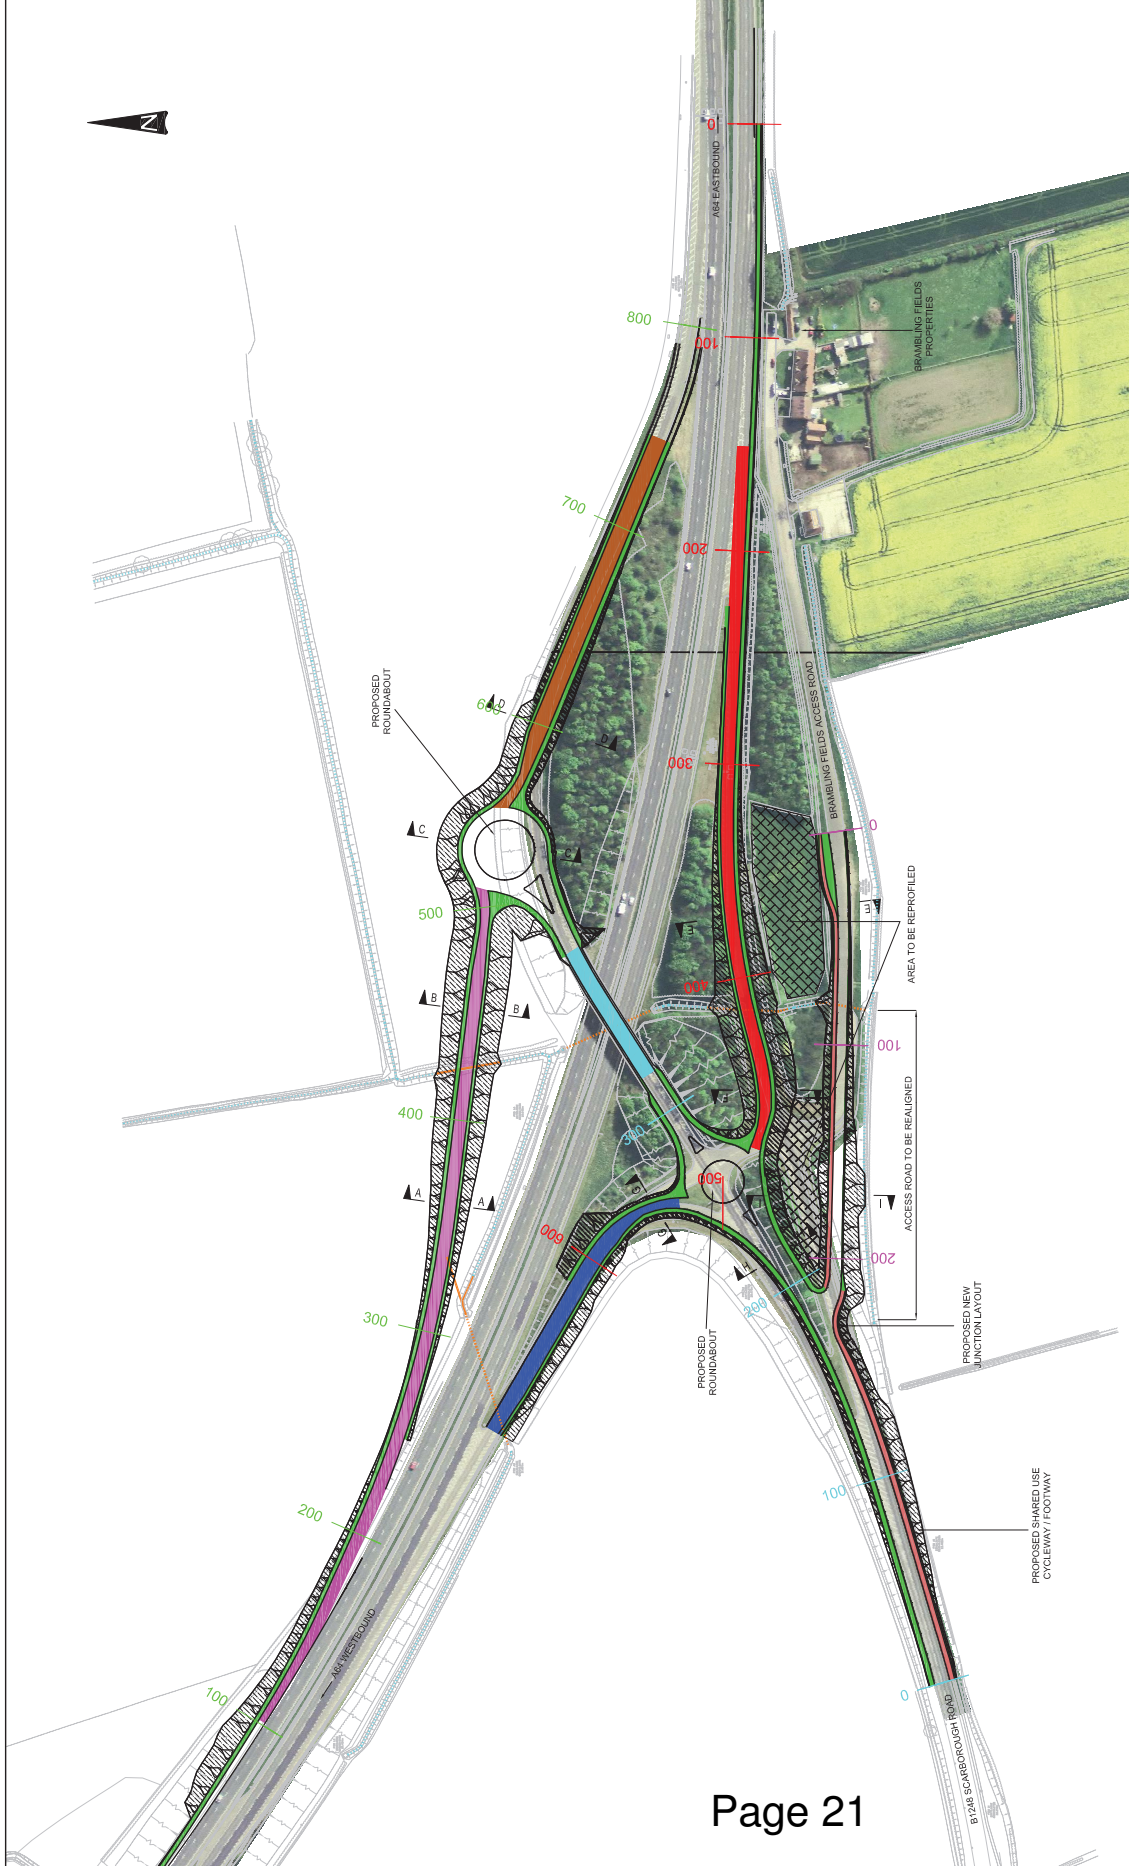 N
0
A64 EASTBOUND
800
100
BRAMBLING FIELDS
PROPERTIES
700
200
PROPOSED
ROUNDABOUT
600
D
D
300
BRAMBLING FIELDS ACCESS ROAD
C
C
0
500
E
E
AREA TO BE REPROFILED
400
B
B
100
400
300
F
ACCESS ROAD TO BE REALIGNED
A
A
G
G
500
I
600
H
200
200
300
PROPOSED
ROUNDABOUT
PROPOSED NEW
JUNCTION LAYOUT
100
200
PROPOSED SHARED USE
CYCLEWAY / FOOTWAY
A64 WESTBOUND
100
0
B1248 SCARBOROUGH ROAD
Page 21